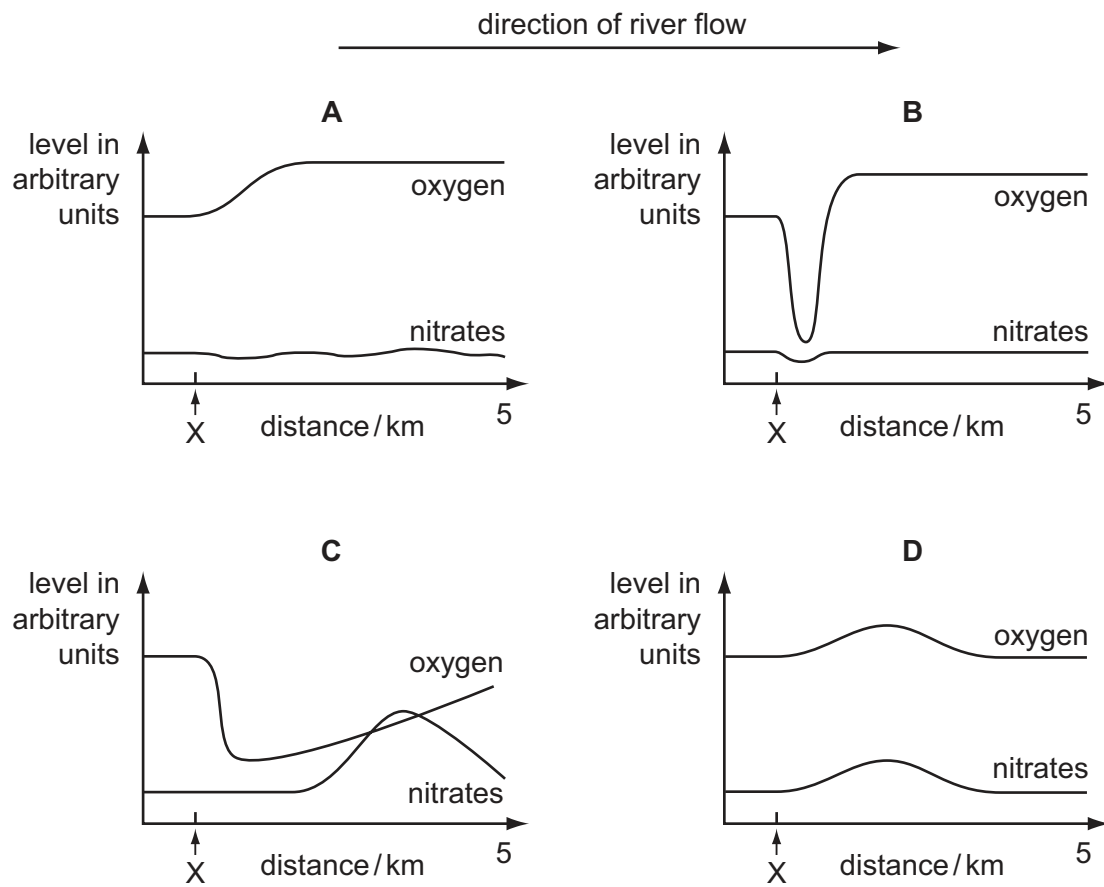 direction of river flow
A
level in
arbitrary
units
oxygen
nitrates
X
distance / km
5
B
level in
arbitrary
units
oxygen
nitrates
X
distance / km
5
C
level in
arbitrary
units
oxygen
nitrates
X
distance / km
5
D
level in
arbitrary
units
oxygen
nitrates
X
distance / km
5